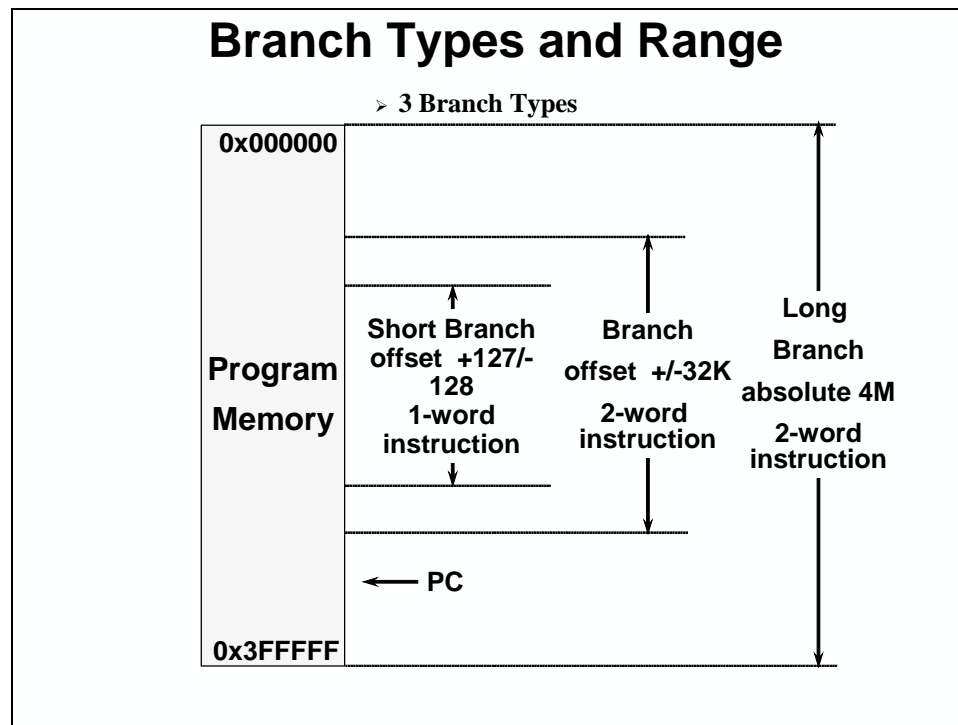 Branch Types and Range
➢ 3 Branch Types
0x000000
Program
Memory
0x3FFFFF
Short Branch
offset +127/-
128
1-word
instruction
Branch
offset +/-32K
2-word
instruction
Long
Branch
absolute 4M
2-word
instruction
PC